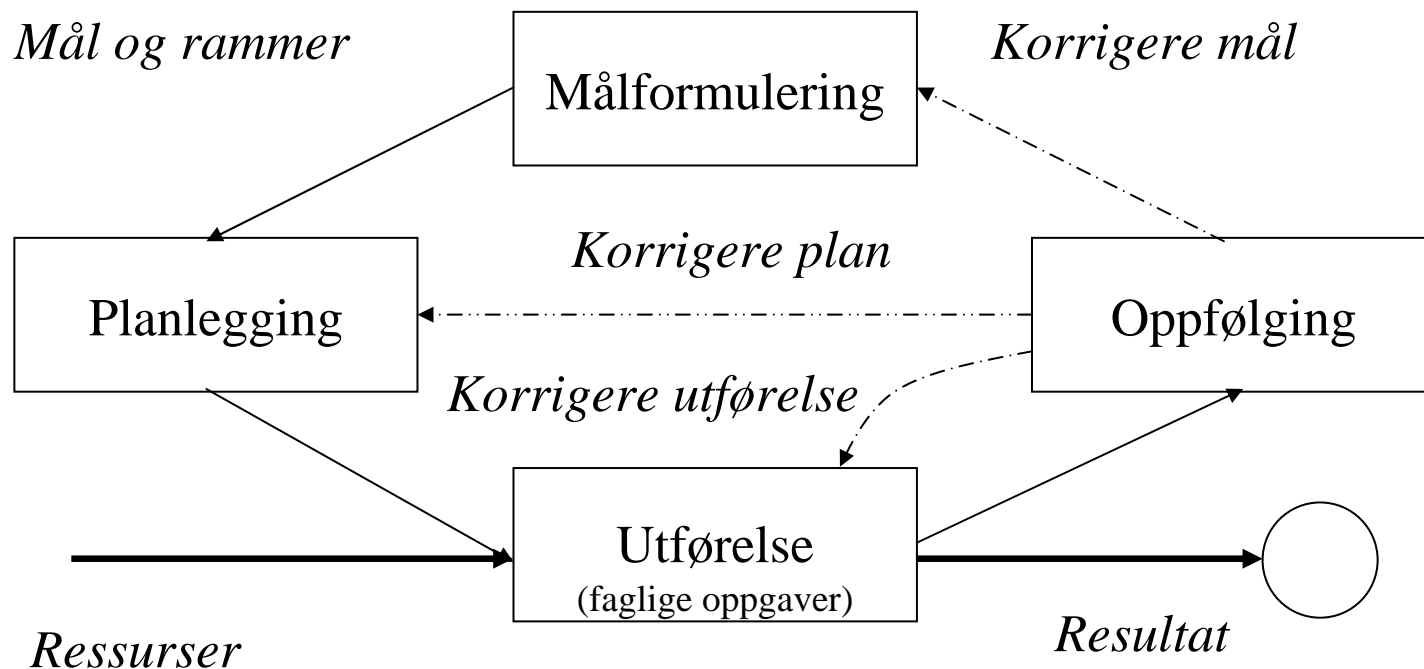 Mål og rammer
Målformulering
Korrigere mål
Korrigere plan
Planlegging
Oppfølging
Korrigere utførelse
Utførelse
(faglige oppgaver)
Ressurser
Resultat